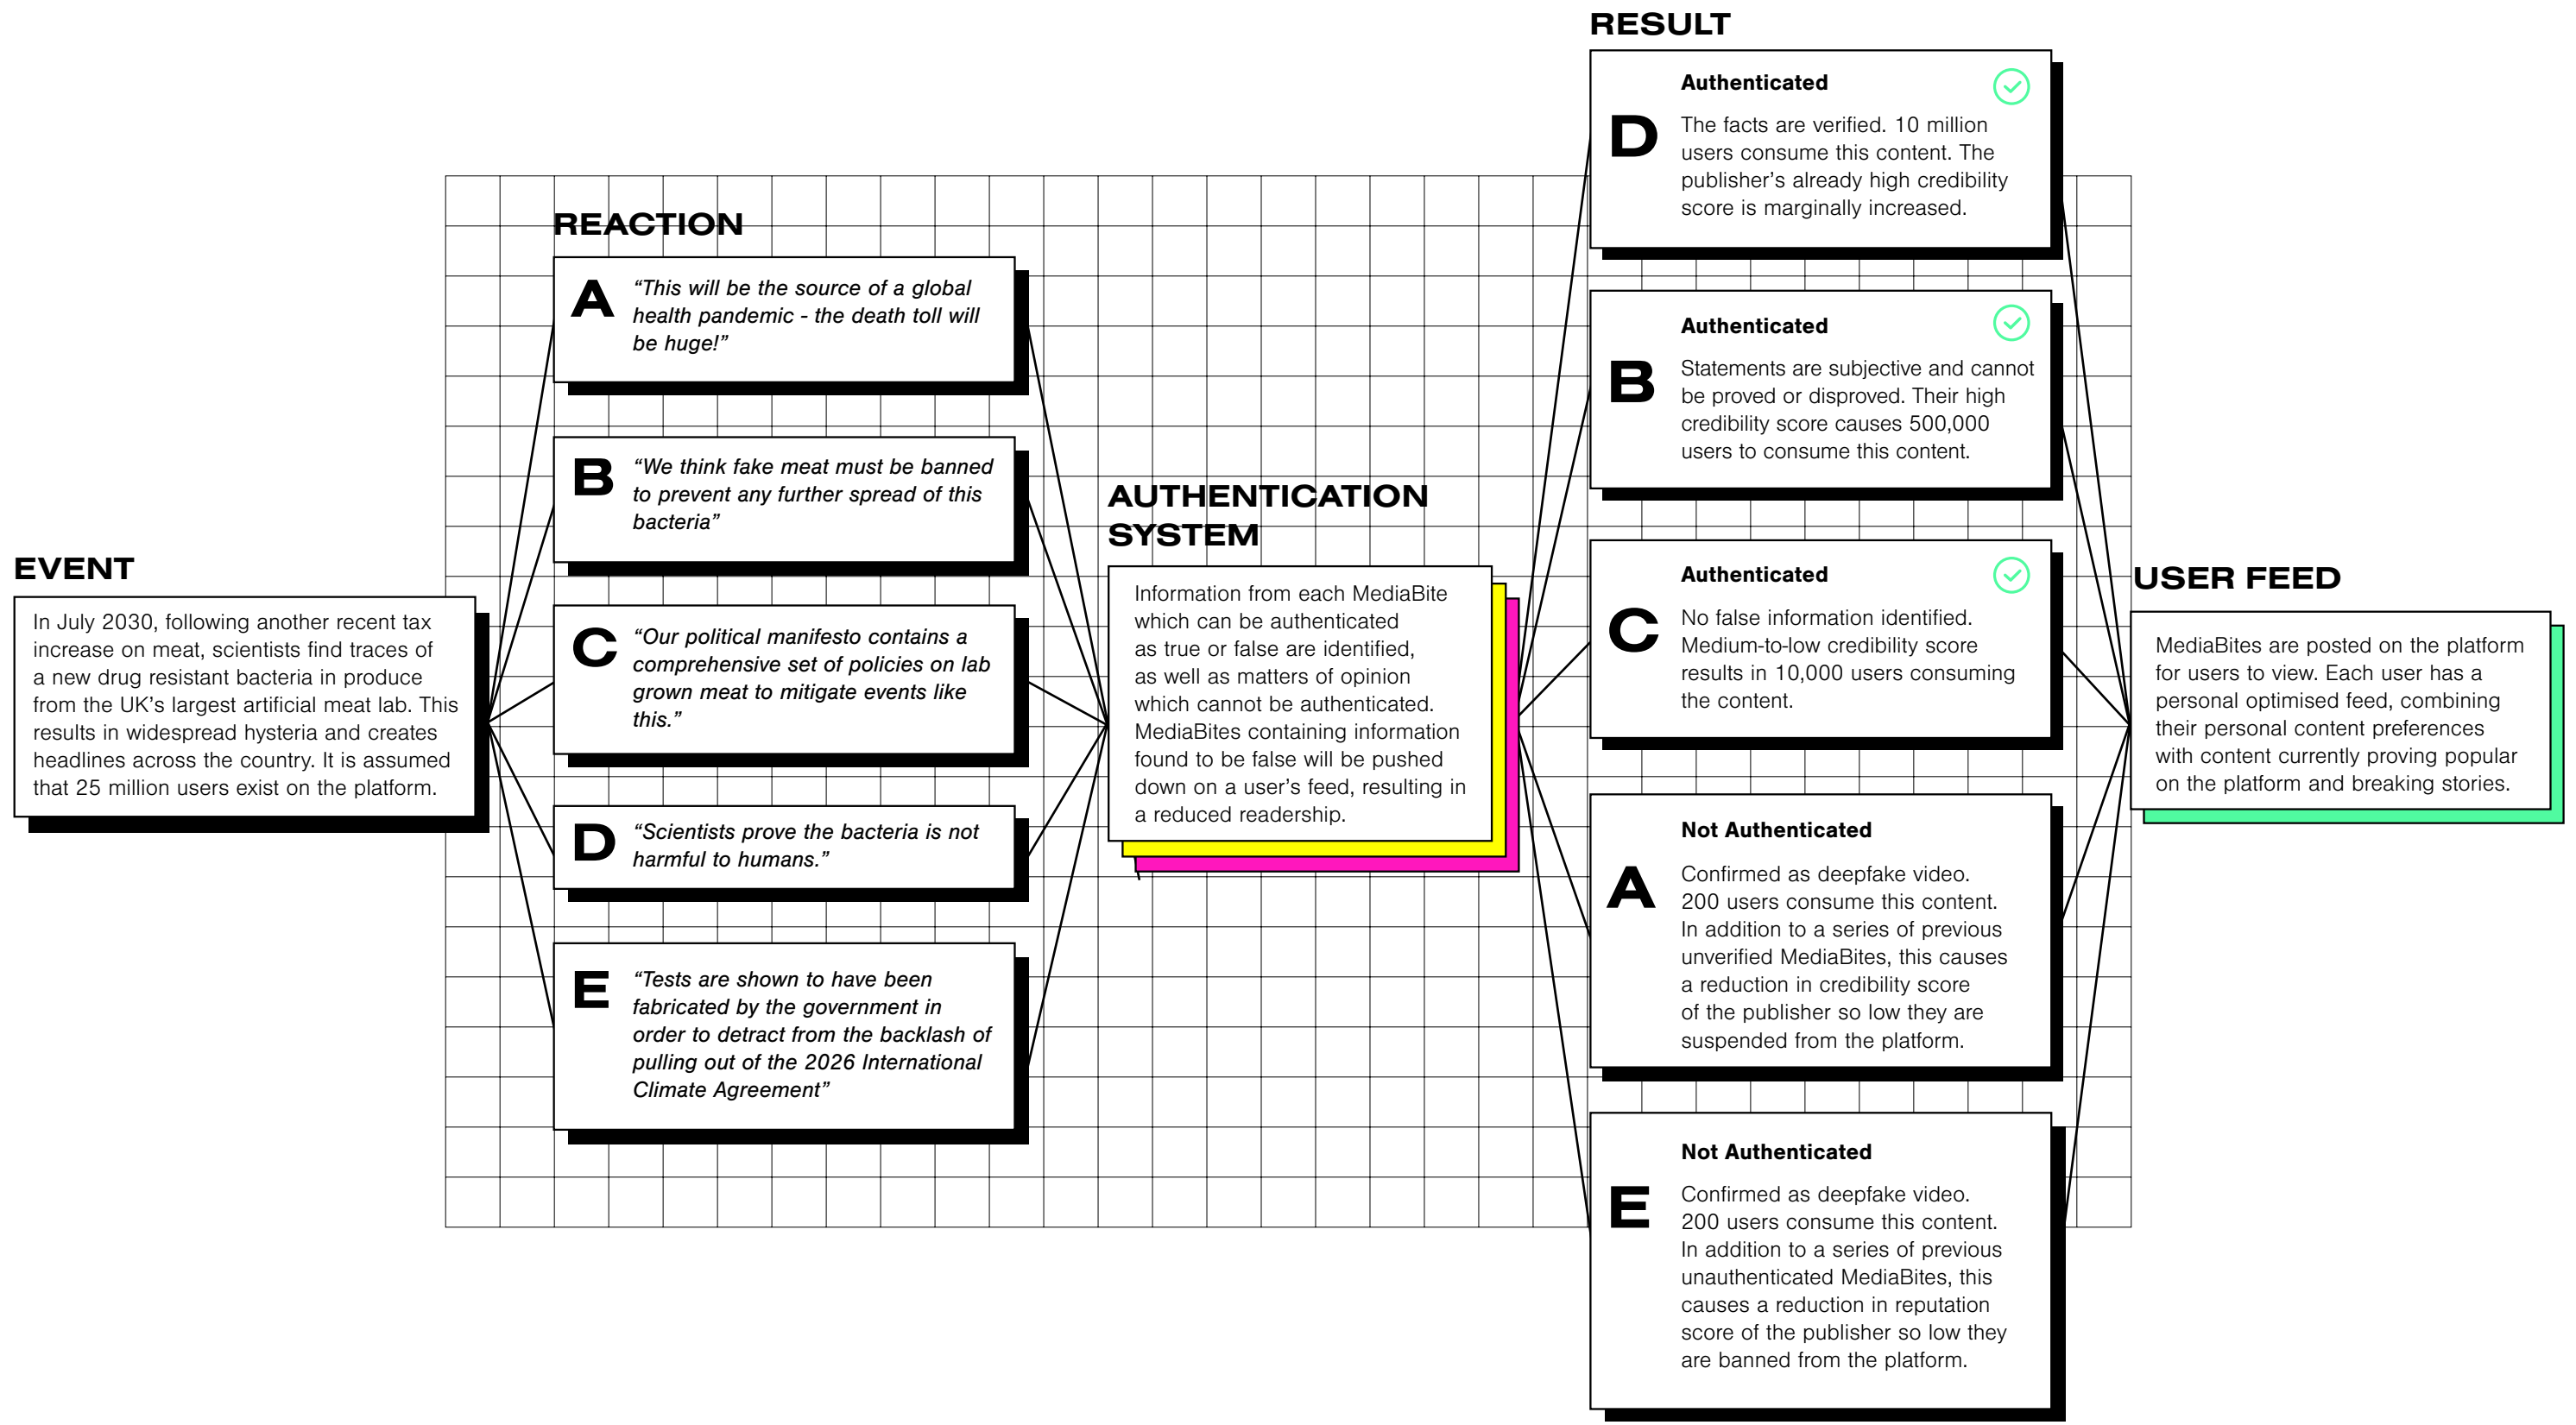 EVENT
In July 2030, following another recent tax
increase on meat, scientists find traces of
a new drug resistant bacteria in produce
from the UK's largest artificial meat lab. This
results in widespread hysteria and creates
headlines across the country. It is assumed
that 25 million users exist on the platform.
REACTION
A
“This will be the source of a global
health pandemic - the death toll will
be huge!”
B
“We think fake meat must be banned
to prevent any further spread of this
bacteria”
C
“Our political manifesto contains a
comprehensive set of policies on lab
grown meat to mitigate events like
this.”
D
“Scientists prove the bacteria is not
harmful to humans.”
E
“Tests are shown to have been
fabricated by the government in
order to detract from the backlash of
pulling out of the 2026 International
Climate Agreement”
AUTHENTICATION
SYSTEM
Information from each MediaBite
which can be authenticated
as true or false are identified,
as well as matters of opinion
which cannot be authenticated.
MediaBites containing information
found to be false will be pushed
down on a user's feed, resulting in
a reduced readership.
RESULT
D
Authenticated
The facts are verified. 10 million
users consume this content. The
publisher's already high credibility
score is marginally increased.
B
Authenticated
Statements are subjective and cannot
be proved or disproved. Their high
credibility score causes 500,000
users to consume this content.
C
Authenticated
No false information identified.
Medium-to-low credibility score
results in 10,000 users consuming
the content.
A
Not Authenticated
Confirmed as deepfake video.
200 users consume this content.
In addition to a series of previous
unverified MediaBites, this causes
a reduction in credibility score
of the publisher so low they are
suspended from the platform.
E
Not Authenticated
Confirmed as deepfake video.
200 users consume this content.
In addition to a series of previous
unauthenticated MediaBites, this
causes a reduction in reputation
score of the publisher so low they
are banned from the platform.
USER FEED
MediaBites are posted on the platform
for users to view. Each user has a
personal optimised feed, combining
their personal content preferences
with content currently proving popular
on the platform and breaking stories.